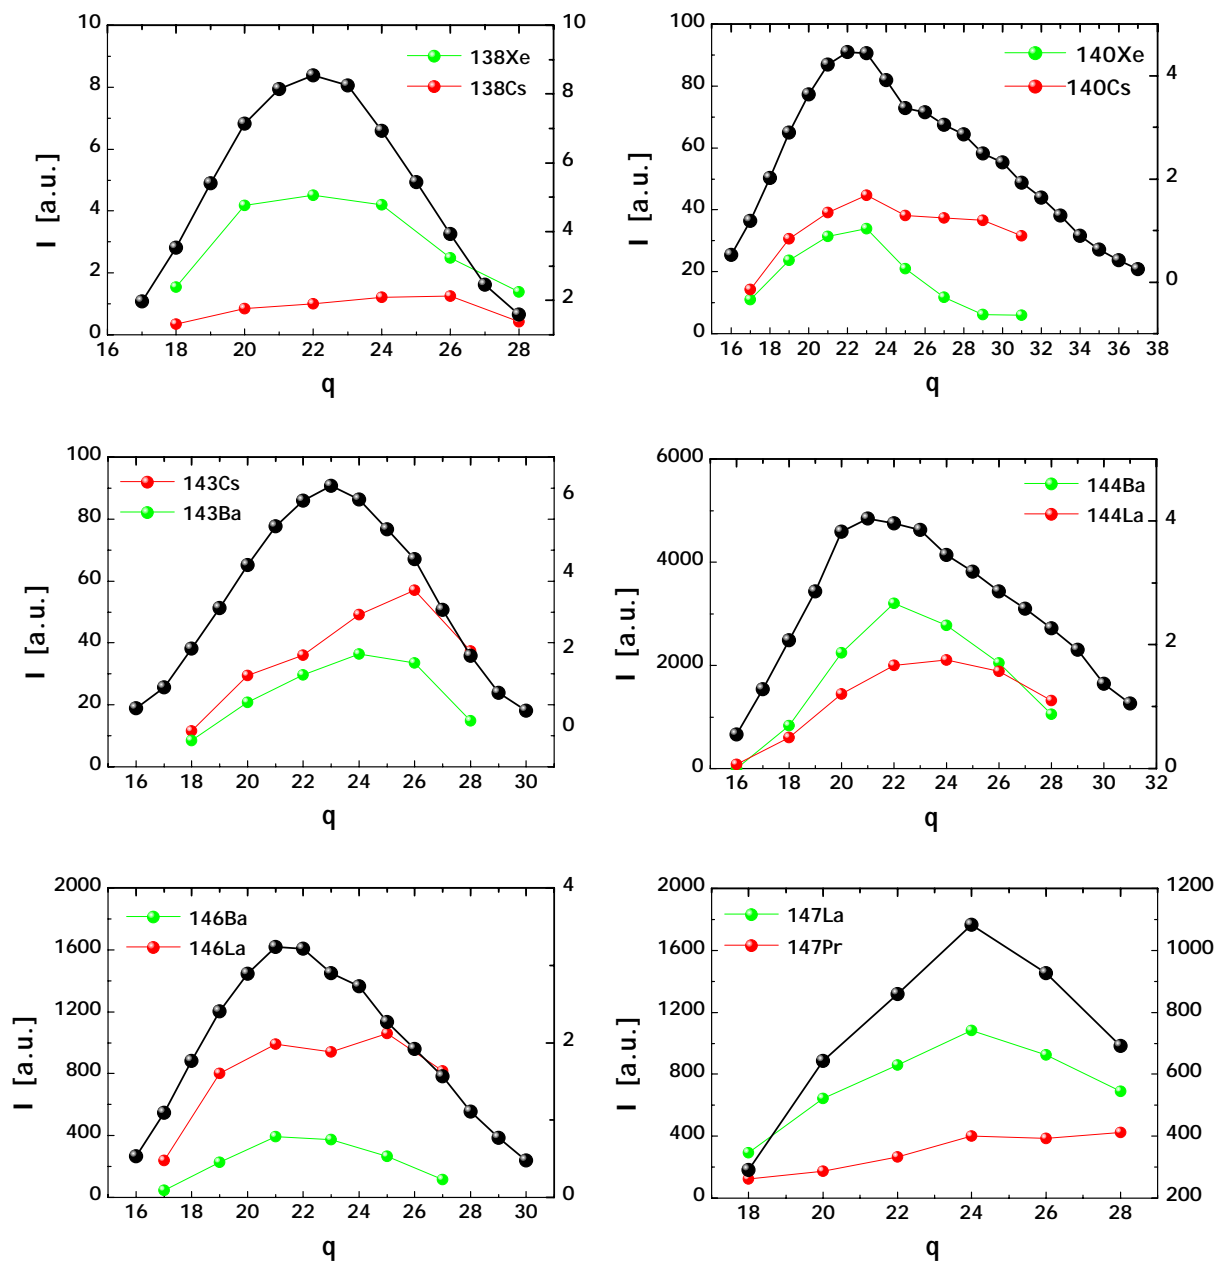 10
8
6
4
2
0
I [a.u.]
138Xe
138Cs
10
8
6
4
2
16 18 20 22 24 26 28
q
100
80
60
40
20
0
I [a.u.]
140Xe
140Cs
4
2
0
16 18 20 22 24 26 28 30 32 34 36 38
q
100
80
60
40
20
0
I [a.u.]
143Cs
143Ba
6
4
2
0
16 18 20 22 24 26 28 30
q
6000
4000
2000
0
I [a.u.]
144Ba
144La
4
2
0
16 18 20 22 24 26 28 30 32
q
2000
1600
1200
800
400
0
I [a.u.]
146Ba
146La
4
2
0
16 18 20 22 24 26 28 30
q
2000
1600
1200
800
400
0
I [a.u.]
147La
147Pr
1200
1000
800
600
400
200
18 20 22 24 26 28
q